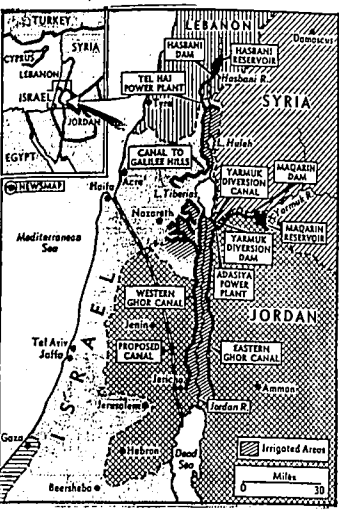 TURKEY
CYPRUS
SYRIA
LEBANON
ISRAEL
JORDAN
EGYPT
NEWSMAP
LEBANON
Damascus
HASBANI
DAM
HASBANI
RESERVOIR
Hasbani R.
TEL HAI
POWER PLANT
SYRIA
L. Huleh
CANAL TO
GALILEE HILLS
Acre
Haifa
L. Tiberias
Nazareth
YARMUK
DIVERSION
CANAL
MAQARIN
DAM
Yarmuk R.
MAQARIN
RESERVOIR
YARMUK
DIVERSION
DAM
ADASIYA
POWER
PLANT
Mediterranean
Sea
WESTERN
GHOR CANAL
JORDAN
Jenin
PROPOSED
CANAL
EASTERN
GHOR CANAL
Tel Aviv
Jaffa
ISRAEL
Jericho
Amman
Jerusalem
Jordan R.
Gaza
Hebron
Dead
Sea
Beersheba
Irrigated Areas
Miles
0 30